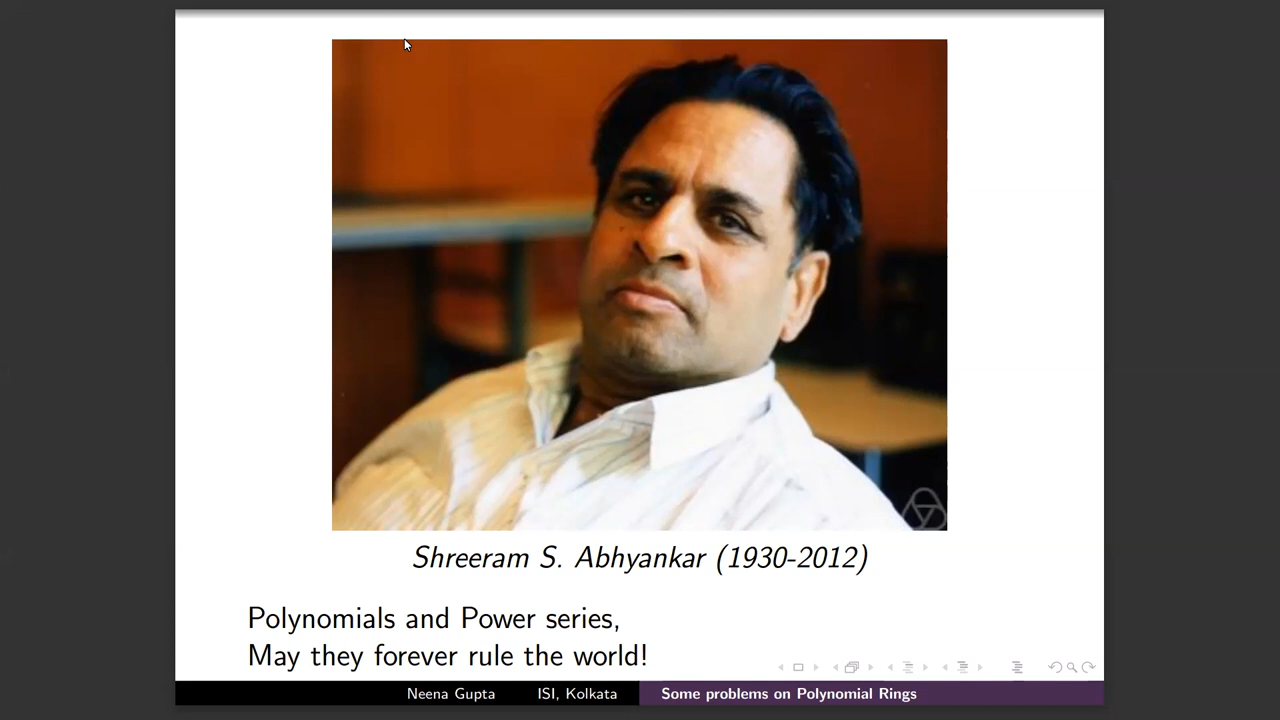 Shreeram S. Abhyankar (1930-2012)
Polynomials and Power series,
May they forever rule the world!
Neena Gupta ISI, Kolkata Some problems on Polynomial Rings